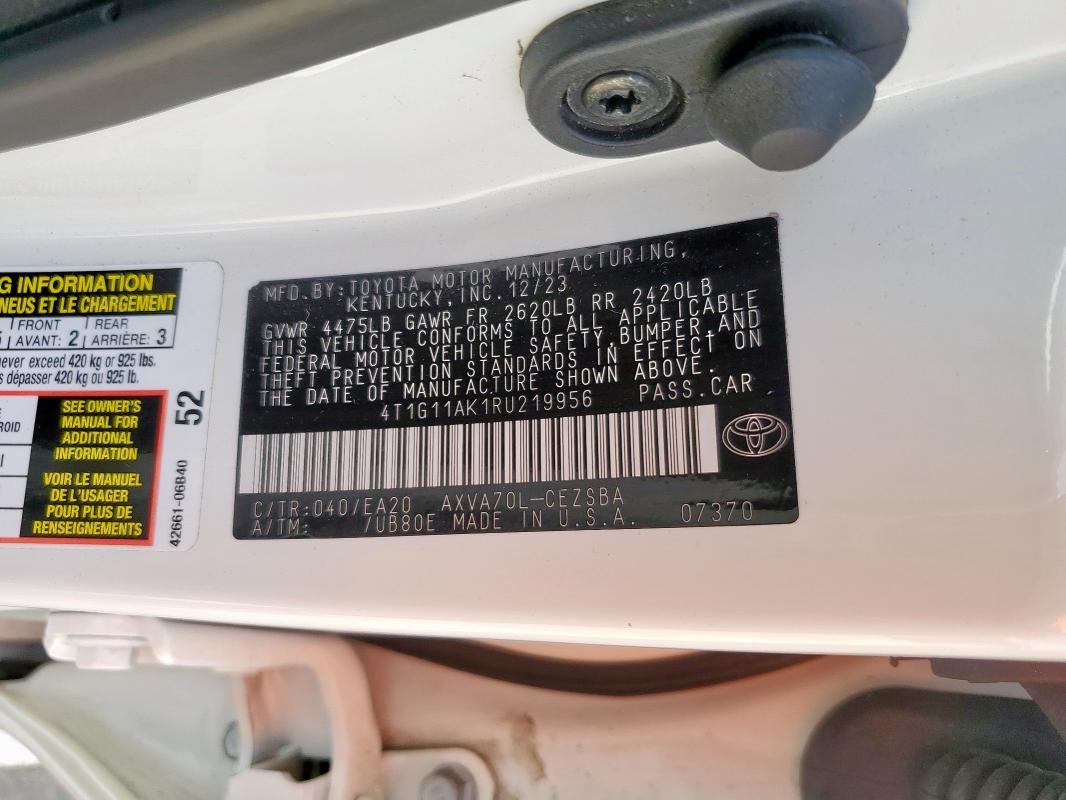 G INFORMATION
NEUS ET LE CHARGEMENT
FRONT REAR
AVANT: 2 ARRIÈRE: 3
never exceed 420 kg or 925 lbs.
s dépasser 420 kg ou 925 lb.
SEE OWNER'S
MANUAL FOR
ADDITIONAL
INFORMATION
VOIR LE MANUEL
DE L'USAGER
POUR PLUS DE
RENSEIGNEMENTS
ROID
52
42661-06B40
MFD.BY:TOYOTA MOTOR MANUFACTURING,
KENTUCKY, INC. 12/23
GVWR 4475LB GAWR FR 2620LB RR 2420LB
THIS VEHICLE CONFORMS TO ALL APPLICABLE
FEDERAL MOTOR VEHICLE SAFETY,BUMPER,AND
THEFT PREVENTION STANDARDS IN EFFECT ON
THE DATE OF MANUFACTURE SHOWN ABOVE.
4T1G11AK1RU219956 PASS.CAR
C/TR:040/EA20 AXVA70L-CEZSBA
A/TM: /UB80E MADE IN U.S.A. 07370